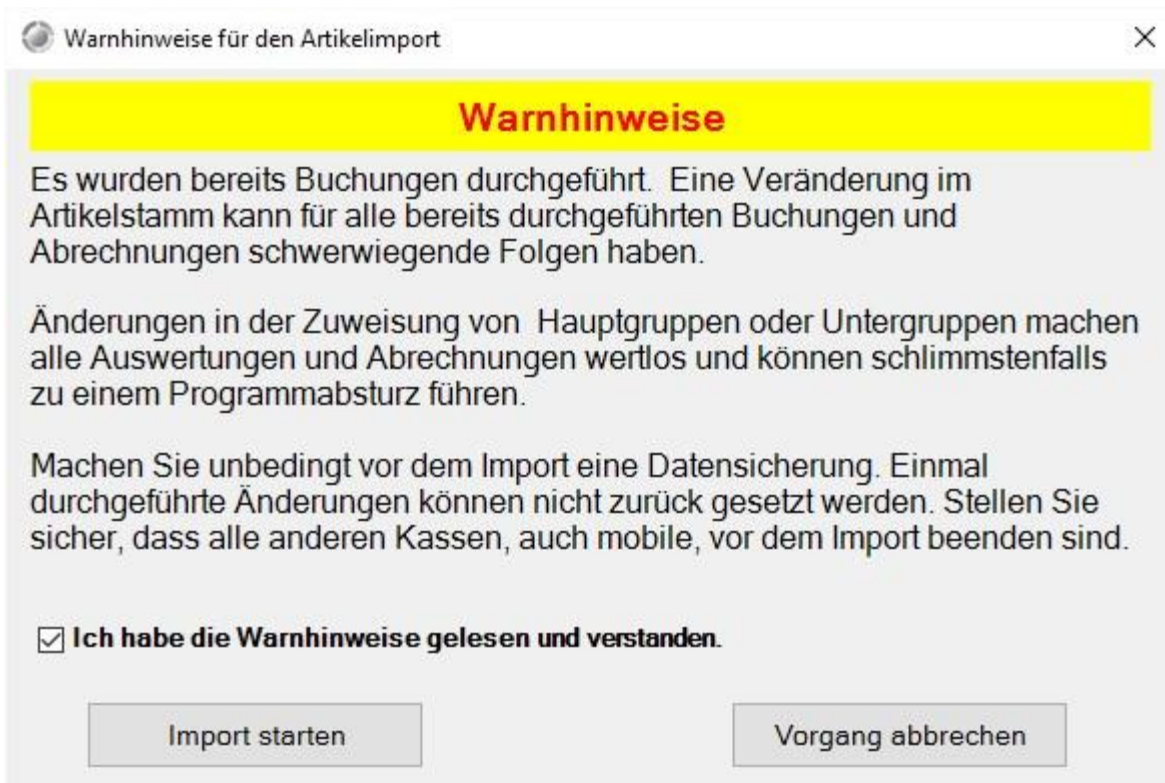 Warnhinweise für den Artikelimport
Warnhinweise
Es wurden bereits Buchungen durchgeführt.  Eine Veränderung im
Artikelstamm kann für alle bereits durchgeführten Buchungen und
Abrechnungen schwerwiegende Folgen haben.
Änderungen in der Zuweisung von  Hauptgruppen oder Untergruppen machen
alle Auswertungen und Abrechnungen wertlos und können schlimmstenfalls
zu einem Programmabsturz führen.
Machen Sie unbedingt vor dem Import eine Datensicherung. Einmal
durchgeführte Änderungen können nicht zurück gesetzt werden. Stellen Sie
sicher, dass alle anderen Kassen, auch mobile, vor dem Import beenden sind.
Ich habe die Warnhinweise gelesen und verstanden.
Import starten
Vorgang abbrechen